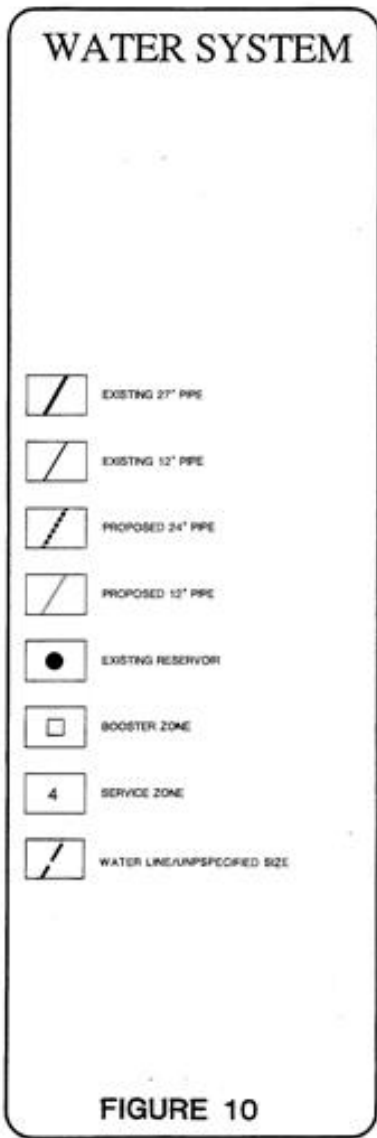 WATER SYSTEM
EXISTING 27" PIPE
EXISTING 12" PIPE
PROPOSED 24" PIPE
PROPOSED 12" PIPE
EXISTING RESERVOIR
BOOSTER ZONE
4 SERVICE ZONE
WATER LINE/UNPSPECIFIED SIZE
FIGURE 10